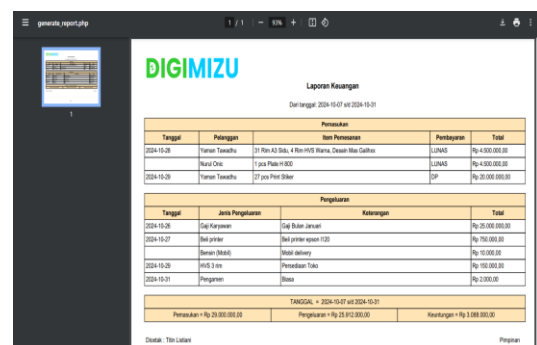 generate_report.php
1 / 1
93%
1
DIGIMIZU
Laporan Keuangan
Dari tanggal: 2024-10-07 s/d 2024-10-31
Pemasukan
Tanggal Pelanggan Item Pemesanan Pembayaran Total
2024-10-28 Yaman Tawadhu 31 Rim A3 Sidu, 4 Rim HVS Warna, Desain Mas Galihex LUNAS Rp 4.500.000,00
Nurul Onic 1 pcs Plate H 800 LUNAS Rp 4.500.000,00
2024-10-29 Yaman Tawadhu 27 pcs Print Stiker DP Rp 20.000.000,00
Pengeluaran
Tanggal Jenis Pengeluaran Keterangan Total
2024-10-26 Gaji Karyawan Gaji Bulan Januari Rp 25.000.000,00
2024-10-27 Beli printer Beli printer epson l120 Rp 750.000,00
Bensin (Mobil) Mobil delivery Rp 10.000,00
2024-10-29 HVS 3 rim Persediaan Toko Rp 150.000,00
2024-10-31 Pengamen Biasa Rp 2.000,00
TANGGAL = 2024-10-07 s/d 2024-10-31
Pemasukan = Rp 29.000.000,00 Pengeluaran = Rp 25.912.000,00 Keuntungan = Rp 3.088.000,00
Dicetak : Titin Listiani Pimpinan